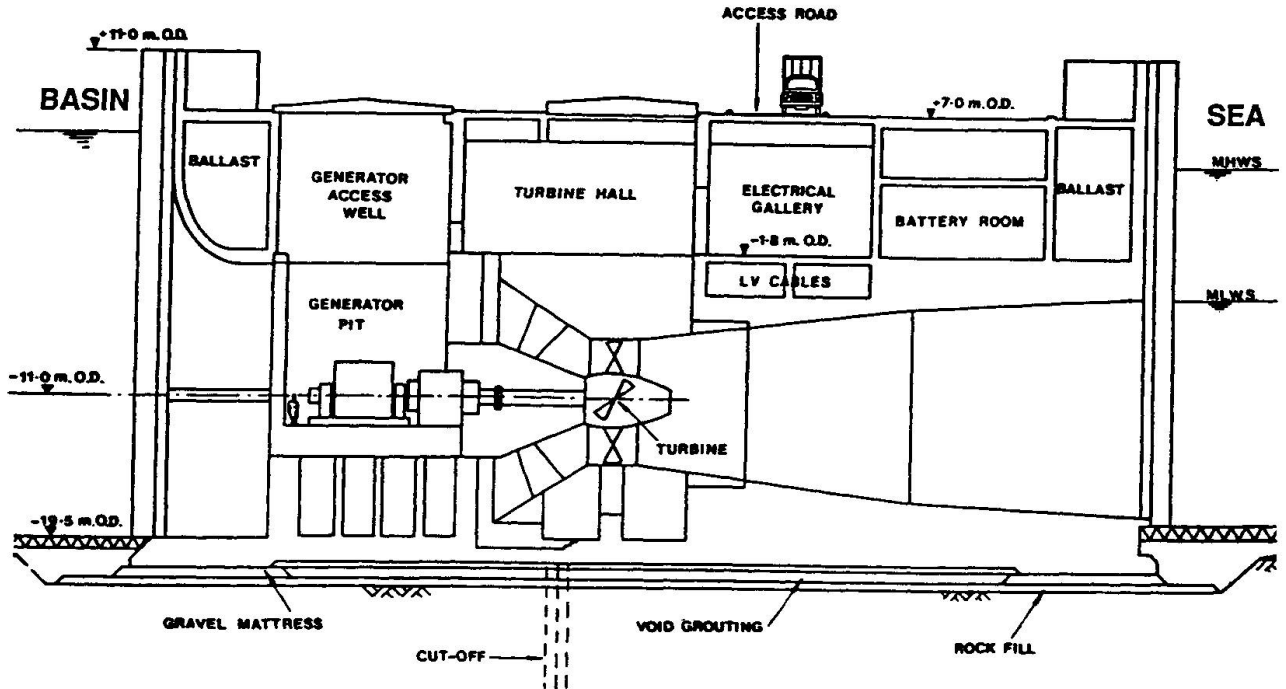 ACCESS ROAD
+11·0 m.O.D.
BASIN
+7·0 m.O.D.
SEA
BALLAST
GENERATOR
ACCESS
WELL
TURBINE HALL
ELECTRICAL
GALLERY
BATTERY ROOM
BALLAST
MHWS
-1·8 m. O.D.
LV CABLES
MLWS
GENERATOR
PIT
-11·0 m. O.D.
TURBINE
-19·5 m.O.D.
GRAVEL MATTRESS
VOID GROUTING
ROCK FILL
CUT-OFF